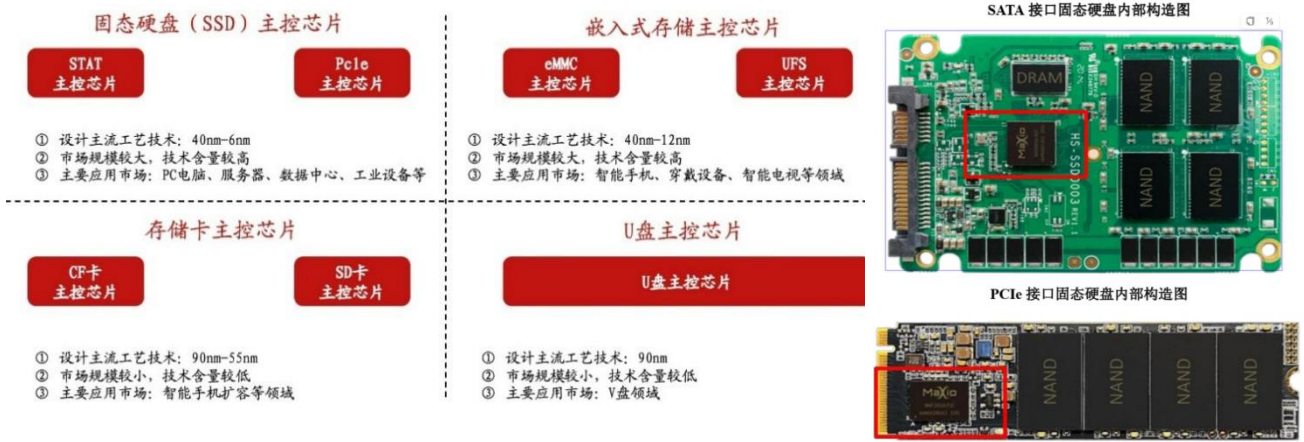 固态硬盘（SSD）主控芯片
STAT
主控芯片
PcIe
主控芯片
① 设计主流工艺技术：40nm-6nm
② 市场规模较大，技术含量较高
③ 主要应用市场：PC电脑、服务器、数据中心、工业设备等
嵌入式存储主控芯片
eMMC
主控芯片
UFS
主控芯片
① 设计主流工艺技术：40nm-12nm
② 市场规模较大，技术含量较高
③ 主要应用市场：智能手机、穿戴设备、智能电视等领域
存储卡主控芯片
CF卡
主控芯片
SD卡
主控芯片
① 设计主流工艺技术：90nm-55nm
② 市场规模较小，技术含量较低
③ 主要应用市场：智能手机扩容等领域
U盘主控芯片
U盘主控芯片
① 设计主流工艺技术：90nm
② 市场规模较小，技术含量较低
③ 主要应用市场：V盘领域
SATA 接口固态硬盘内部构造图
DRAM
NAND
NAND
Maxio
HS-SSD0003 REV1.1
NAND
NAND
PCIe 接口固态硬盘内部构造图
Maxio
NAND
NAND
NAND
NAND